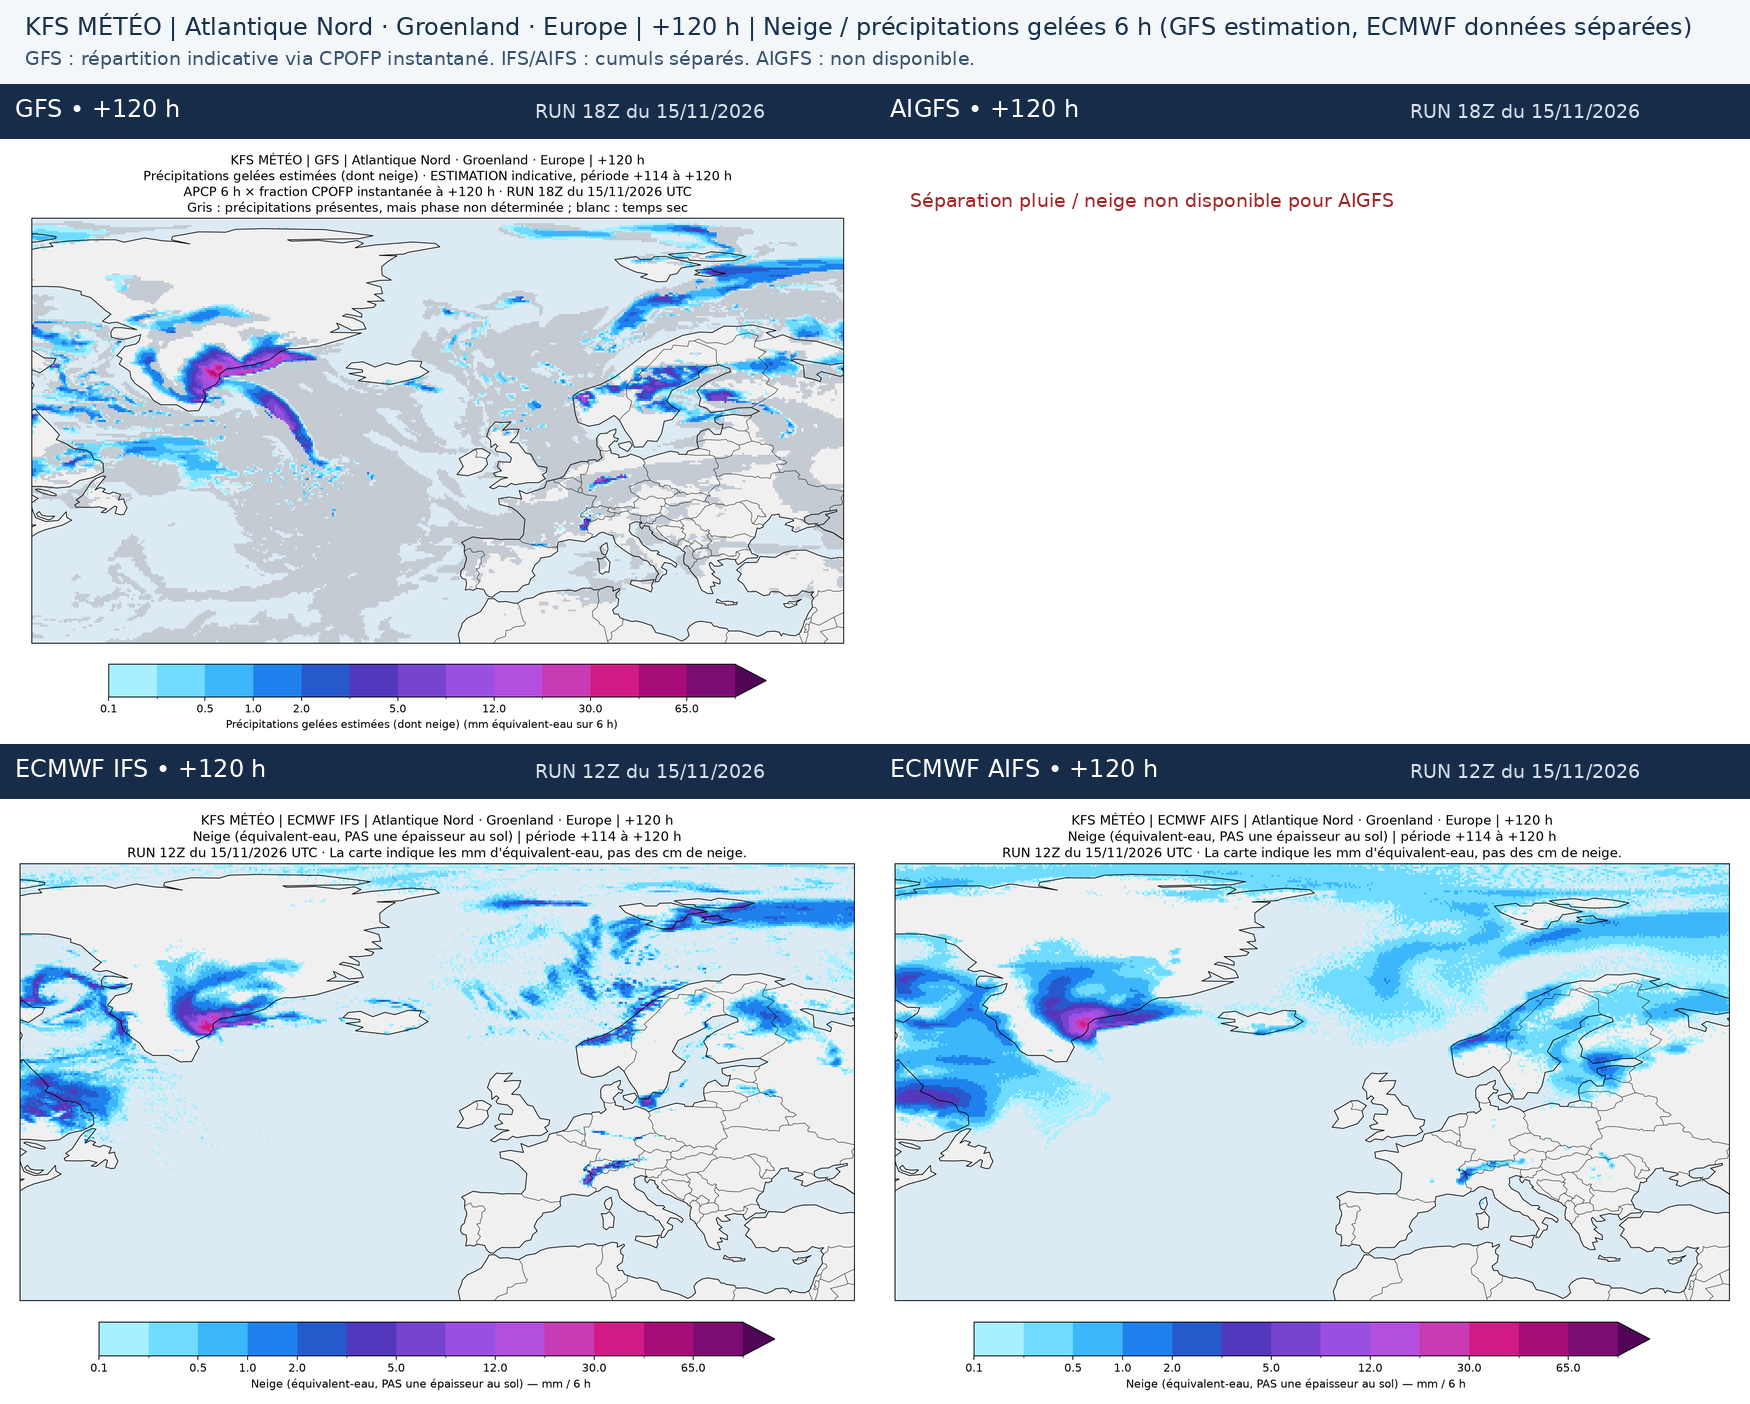 KFS MÉTÉO | Atlantique Nord · Groenland · Europe | +120 h | Neige / précipitations gelées 6 h (GFS estimation, ECMWF données séparées)
GFS : répartition indicative via CPOFP instantané. IFS/AIFS : cumuls séparés. AIGFS : non disponible.
GFS • +120 h
RUN 18Z du 15/11/2026
AIGFS • +120 h
RUN 18Z du 15/11/2026
KFS MÉTÉO | GFS | Atlantique Nord · Groenland · Europe | +120 h
Précipitations gelées estimées (dont neige) · ESTIMATION indicative, période +114 à +120 h
APCP 6 h × fraction CPOFP instantanée à +120 h · RUN 18Z du 15/11/2026 UTC
Gris : précipitations présentes, mais phase non déterminée ; blanc : temps sec
Séparation pluie / neige non disponible pour AIGFS
0.1 0.5 1.0 2.0 5.0 12.0 30.0 65.0
Précipitations gelées estimées (dont neige) (mm équivalent-eau sur 6 h)
ECMWF IFS • +120 h
RUN 12Z du 15/11/2026
ECMWF AIFS • +120 h
RUN 12Z du 15/11/2026
KFS MÉTÉO | ECMWF IFS | Atlantique Nord · Groenland · Europe | +120 h
Neige (équivalent-eau, PAS une épaisseur au sol) | période +114 à +120 h
RUN 12Z du 15/11/2026 UTC · La carte indique les mm d'équivalent-eau, pas des cm de neige.
KFS MÉTÉO | ECMWF AIFS | Atlantique Nord · Groenland · Europe | +120 h
Neige (équivalent-eau, PAS une épaisseur au sol) | période +114 à +120 h
RUN 12Z du 15/11/2026 UTC · La carte indique les mm d'équivalent-eau, pas des cm de neige.
0.1 0.5 1.0 2.0 5.0 12.0 30.0 65.0
Neige (équivalent-eau, PAS une épaisseur au sol) — mm / 6 h
0.1 0.5 1.0 2.0 5.0 12.0 30.0 65.0
Neige (équivalent-eau, PAS une épaisseur au sol) — mm / 6 h